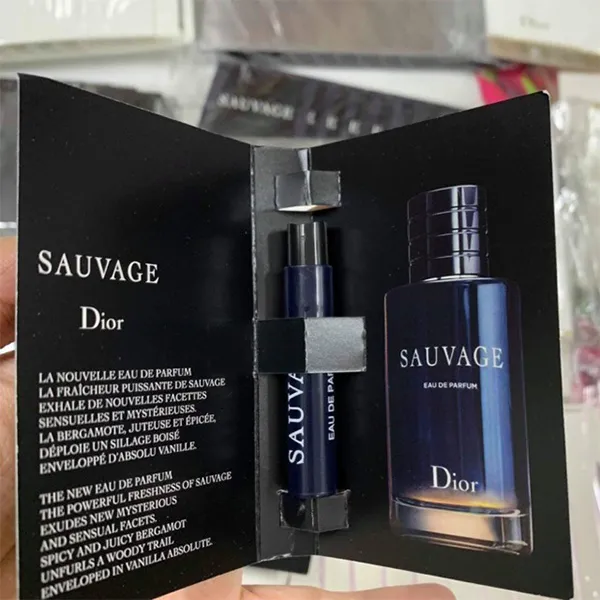 Dior
SAUVAGE
SAUVAGE
Dior
LA NOUVELLE EAU DE PARFUM
LA FRAÎCHEUR PUISSANTE DE SAUVAGE
EXHALE DE NOUVELLES FACETTES
SENSUELLES ET MYSTÉRIEUSES.
LA BERGAMOTE, JUTEUSE ET ÉPICÉE,
DÉPLOIE UN SILLAGE BOISÉ
ENVELOPPÉ D'ABSOLU VANILLE.
THE NEW EAU DE PARFUM
THE POWERFUL FRESHNESS OF SAUVAGE
EXUDES NEW MYSTERIOUS
AND SENSUAL FACETS.
SPICY AND JUICY BERGAMOT
UNFURLS A WOODY TRAIL
ENVELOPED IN VANILLA ABSOLUTE.
SAUVA
EAU DE PAR
SAUVAGE
EAU DE PARFUM
Dior